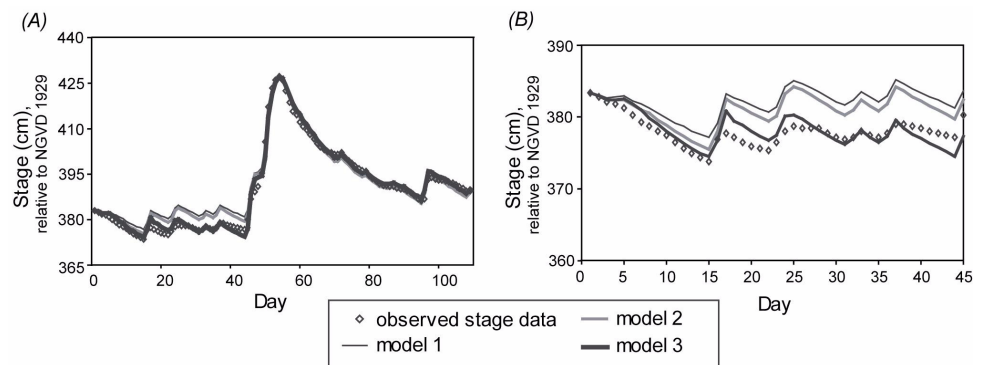 (A)
Stage (cm),
relative to NGVD 1929
440
425
410
395
380
365
0 20 40 60 80 100
Day
(B)
Stage (cm),
relative to NGVD 1929
390
380
370
360
0 5 10 15 20 25 30 35 40 45
Day
observed stage data
model 1
model 2
model 3